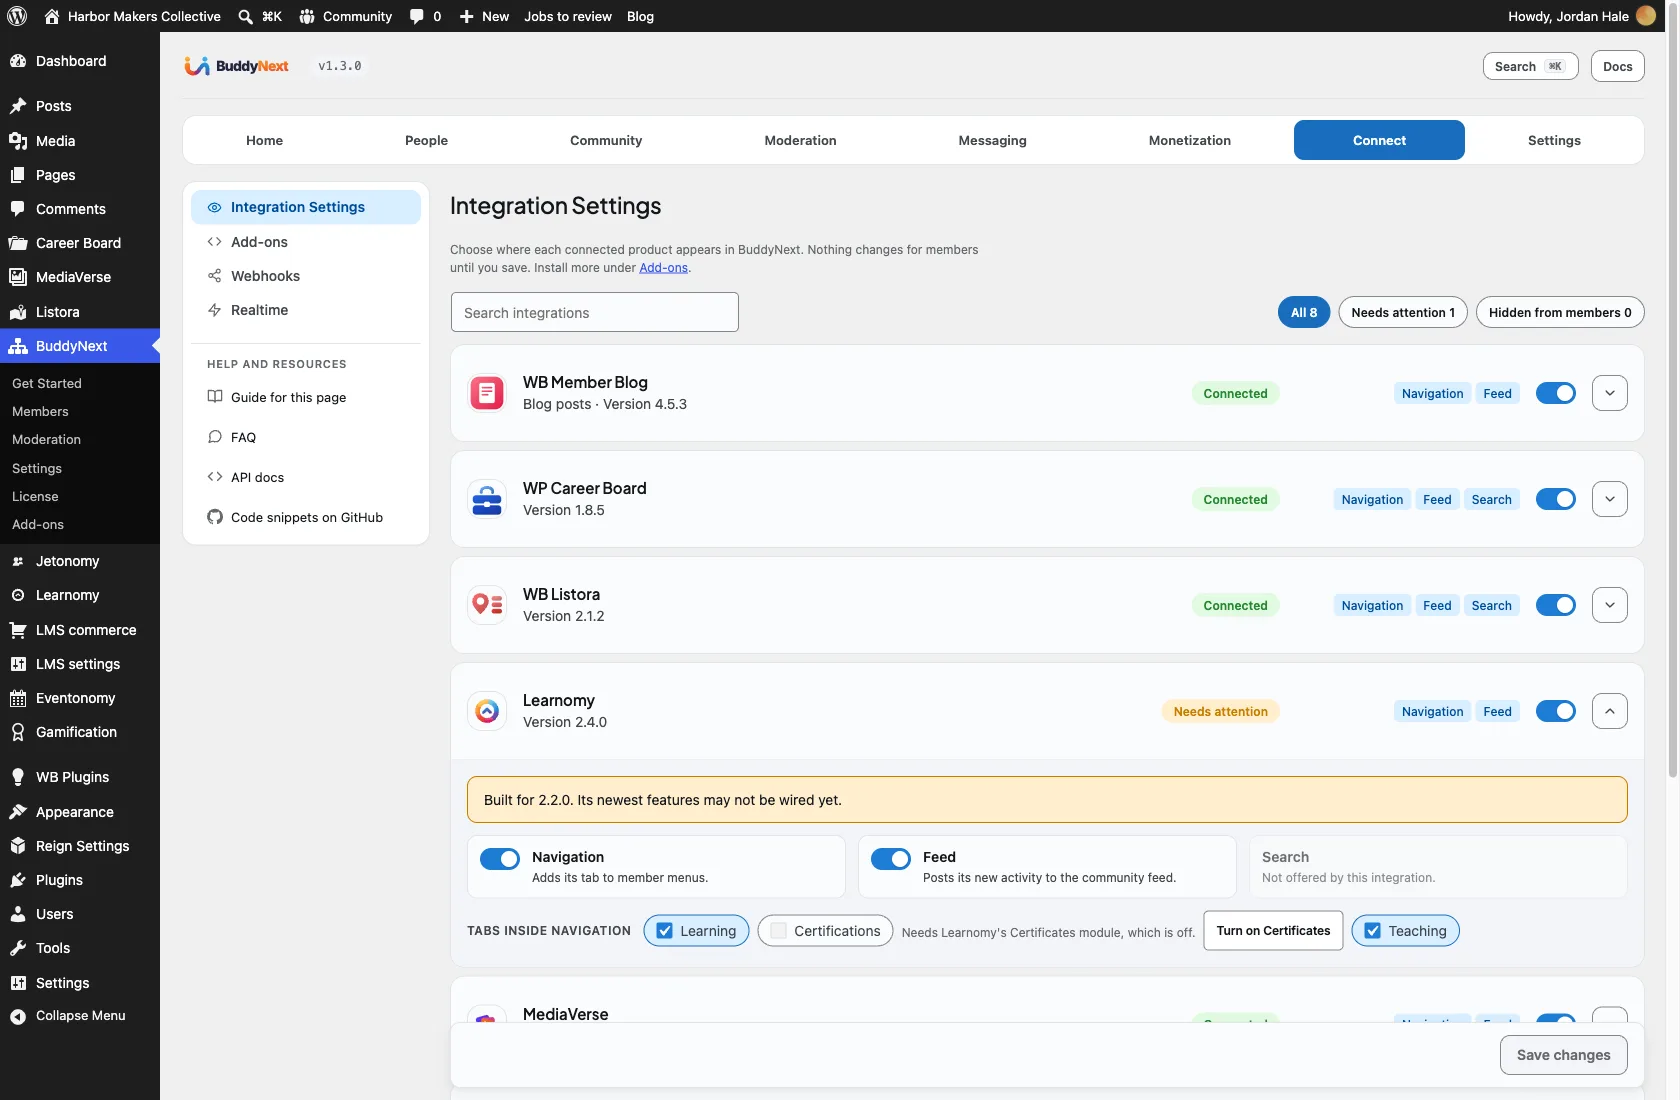 Harbor Makers Collective ⌘K Community 0 New Jobs to review Blog Howdy, Jordan Hale
Dashboard
Posts
Media
Pages
Comments
Career Board
MediaVerse
Listora
BuddyNext
Get Started
Members
Moderation
Settings
License
Add-ons
Jetonomy
Learnomy
LMS commerce
LMS settings
Eventonomy
Gamification
WB Plugins
Appearance
Reign Settings
Plugins
Users
Tools
Settings
Collapse Menu
BuddyNext v1.3.0 Search ⌘K Docs
Home People Community Moderation Messaging Monetization Connect Settings
Integration Settings
Add-ons
Webhooks
Realtime
HELP AND RESOURCES
Guide for this page
FAQ
API docs
Code snippets on GitHub
Integration Settings
Choose where each connected product appears in BuddyNext. Nothing changes for members
until you save. Install more under Add-ons.
Search integrations All 8 Needs attention 1 Hidden from members 0
WB Member Blog
Blog posts · Version 4.5.3
Connected Navigation Feed
WP Career Board
Version 1.8.5
Connected Navigation Feed Search
WB Listora
Version 2.1.2
Connected Navigation Feed Search
Learnomy
Version 2.4.0
Needs attention Navigation Feed
Built for 2.2.0. Its newest features may not be wired yet.
Navigation
Adds its tab to member menus.
Feed
Posts its new activity to the community feed.
Search
Not offered by this integration.
TABS INSIDE NAVIGATION Learning Certifications Needs Learnomy's Certificates module, which is off. Turn on Certificates Teaching
MediaVerse
Save changes